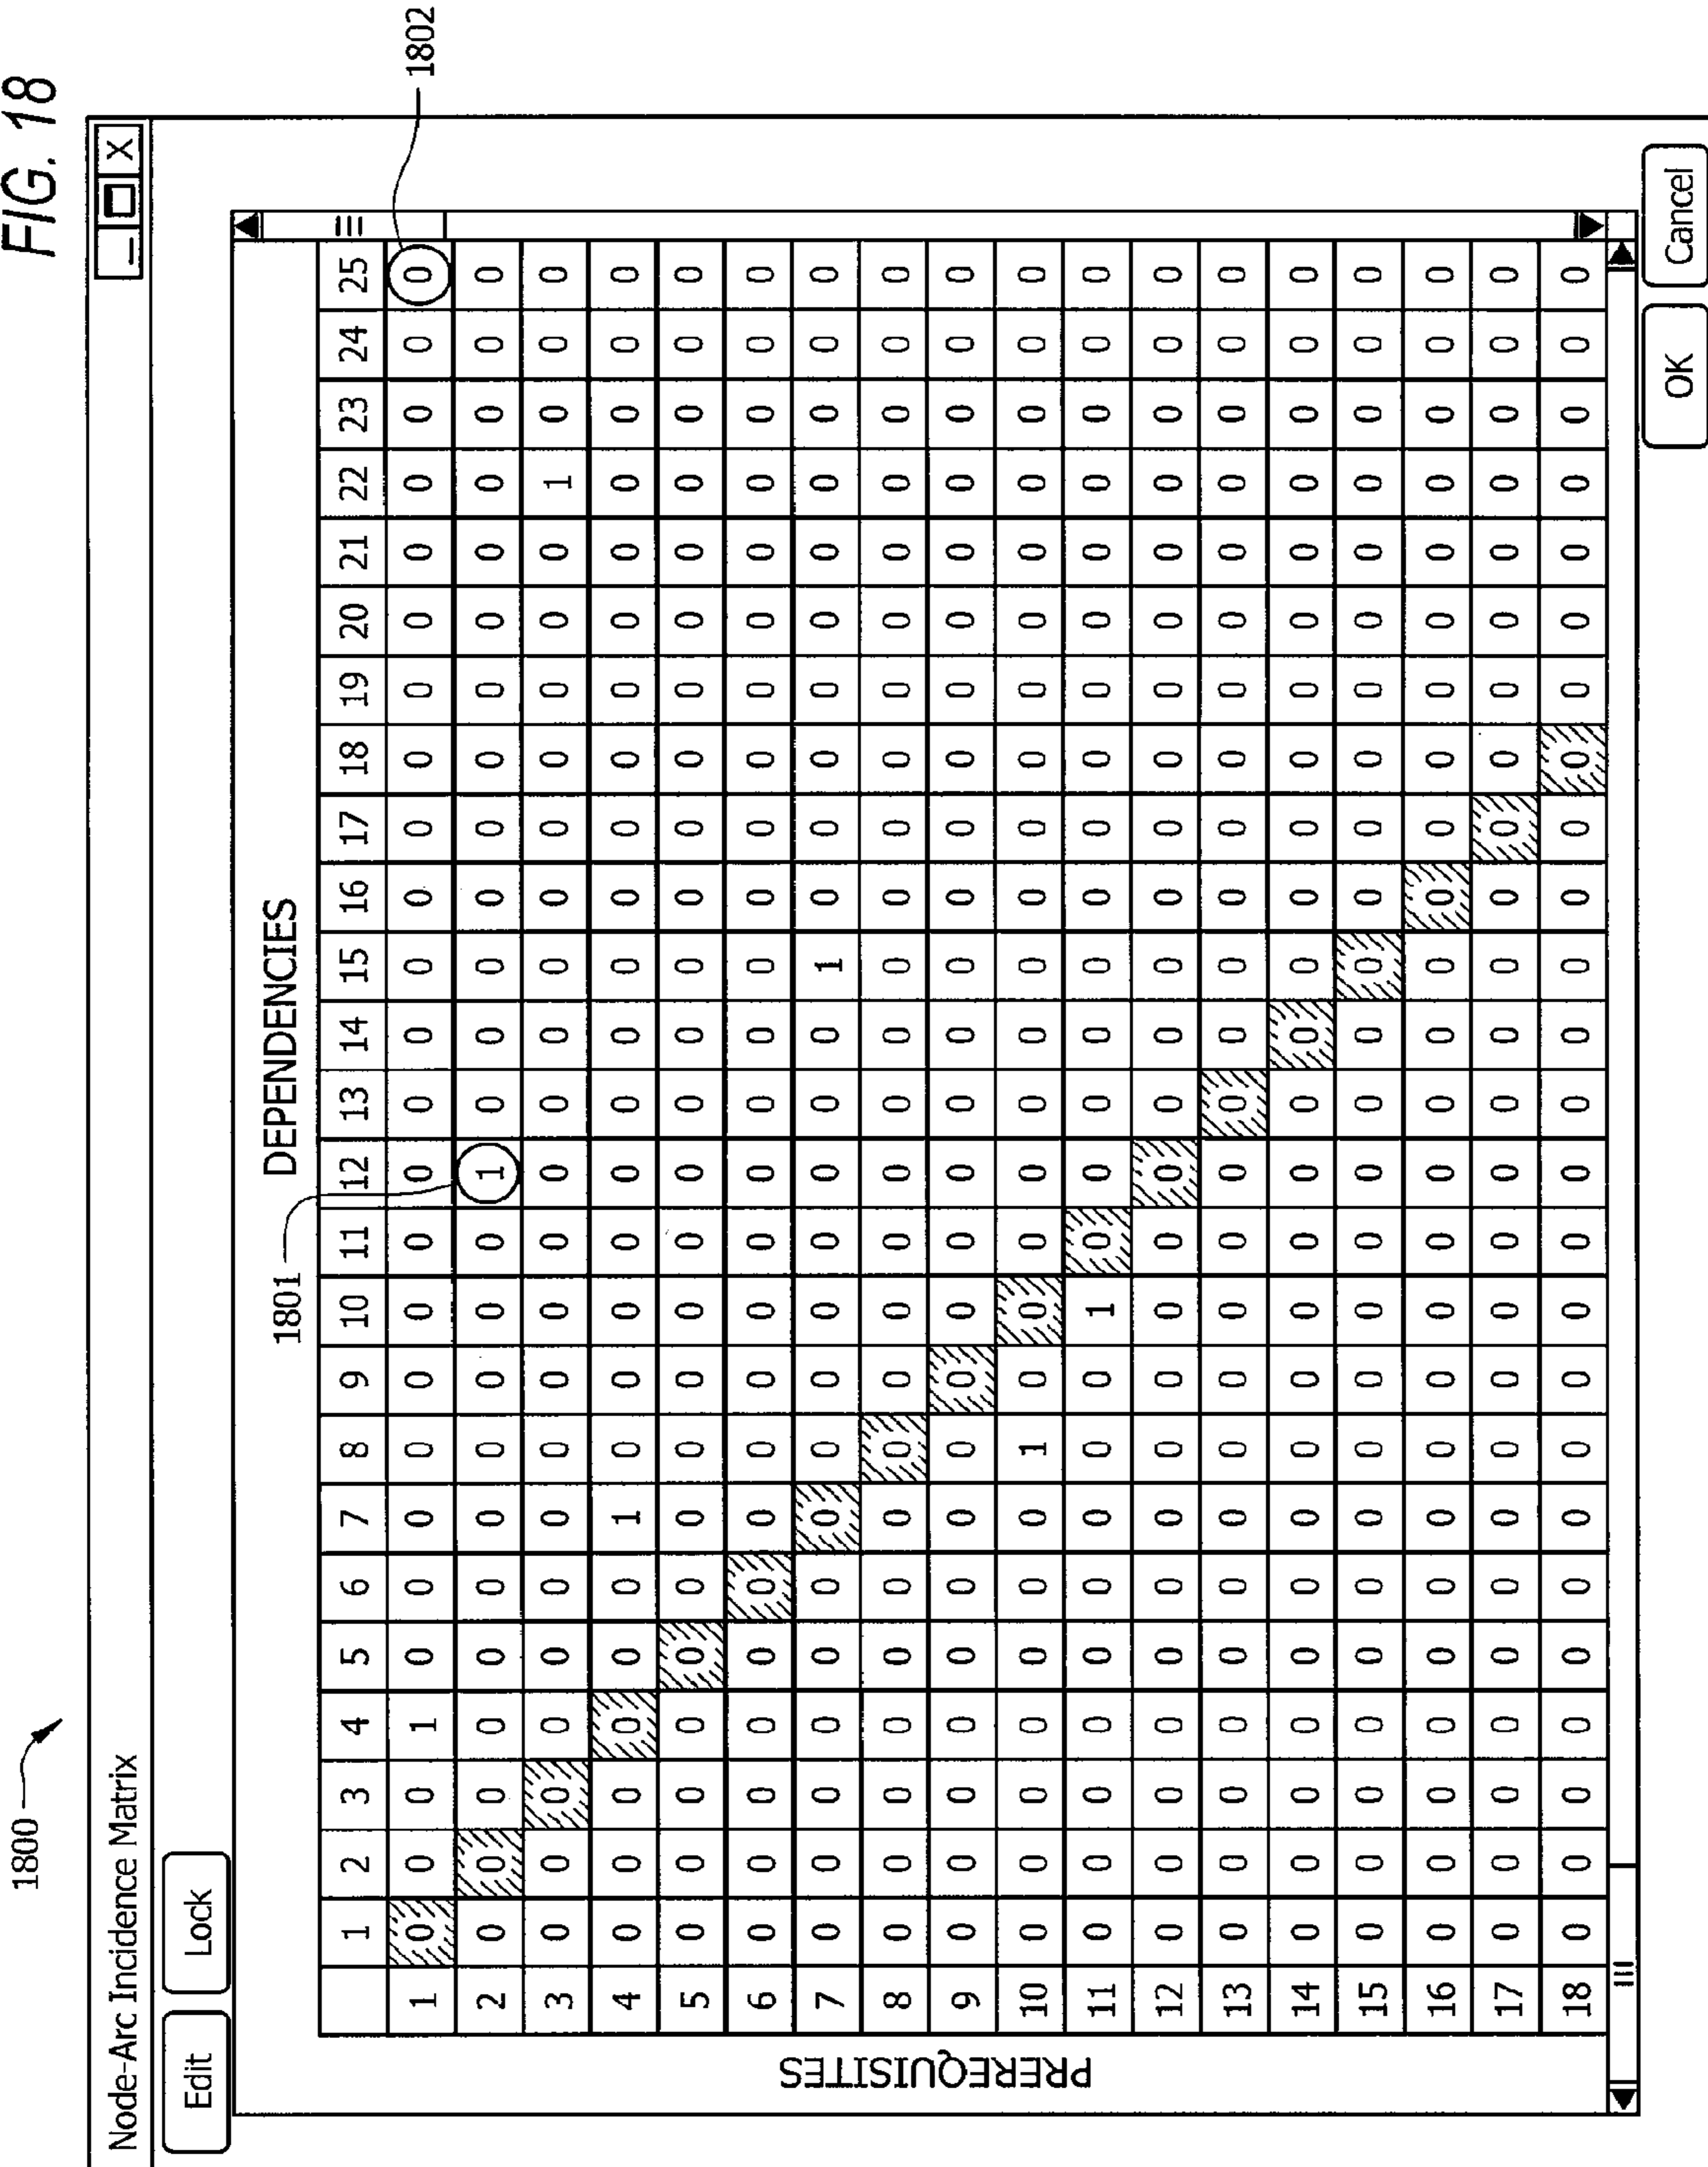 FIG. 18
1800
Node-Arc Incidence Matrix
X
Edit Lock
DEPENDENCIES
1801
1802
1 2 3 4 5 6 7 8 9 10 11 12 13 14 15 16 17 18 19 20 21 22 23 24 25
PREREQUISITES
1 0 0 0 1 0 0 0 0 0 0 0 0 0 0 0 0 0 0 0 0 0 0 0 0 0
2 0 0 0 0 0 0 0 0 0 0 0 1 0 0 0 0 0 0 0 0 0 0 0 0 0
3 0 0 0 0 0 0 0 0 0 0 0 0 0 0 0 0 0 0 0 0 0 1 0 0 0
4 0 0 0 0 0 0 1 0 0 0 0 0 0 0 0 0 0 0 0 0 0 0 0 0 0
5 0 0 0 0 0 0 0 0 0 0 0 0 0 0 0 0 0 0 0 0 0 0 0 0 0
6 0 0 0 0 0 0 0 0 0 0 0 0 0 0 0 0 0 0 0 0 0 0 0 0 0
7 0 0 0 0 0 0 0 0 0 0 0 0 0 0 1 0 0 0 0 0 0 0 0 0 0
8 0 0 0 0 0 0 0 0 0 0 0 0 0 0 0 0 0 0 0 0 0 0 0 0 0
9 0 0 0 0 0 0 0 0 0 0 0 0 0 0 0 0 0 0 0 0 0 0 0 0 0
10 0 0 0 0 0 0 0 1 0 0 0 0 0 0 0 0 0 0 0 0 0 0 0 0 0
11 0 0 0 0 0 0 0 0 0 1 0 0 0 0 0 0 0 0 0 0 0 0 0 0 0
12 0 0 0 0 0 0 0 0 0 0 0 0 0 0 0 0 0 0 0 0 0 0 0 0 0
13 0 0 0 0 0 0 0 0 0 0 0 0 0 0 0 0 0 0 0 0 0 0 0 0 0
14 0 0 0 0 0 0 0 0 0 0 0 0 0 0 0 0 0 0 0 0 0 0 0 0 0
15 0 0 0 0 0 0 0 0 0 0 0 0 0 0 0 0 0 0 0 0 0 0 0 0 0
16 0 0 0 0 0 0 0 0 0 0 0 0 0 0 0 0 0 0 0 0 0 0 0 0 0
17 0 0 0 0 0 0 0 0 0 0 0 0 0 0 0 0 0 0 0 0 0 0 0 0 0
18 0 0 0 0 0 0 0 0 0 0 0 0 0 0 0 0 0 0 0 0 0 0 0 0 0
OK Cancel